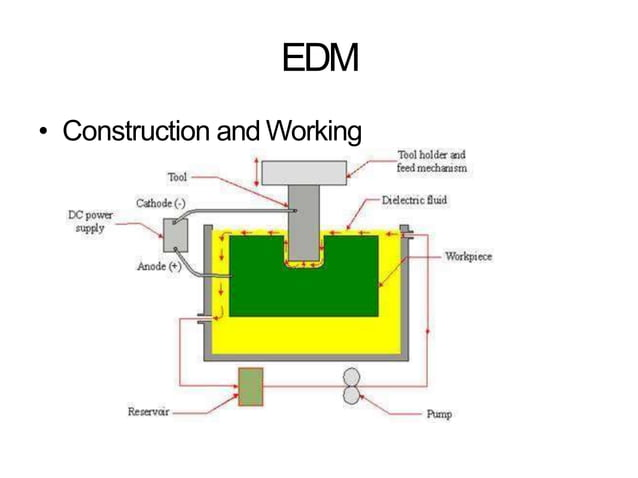 EDM
• Construction and Working
Tool holder and
feed mechanism
Tool
Cathode (-)
Dielectric fluid
DC power
supply
Workpiece
Anode (+)
Reservoir
Pump